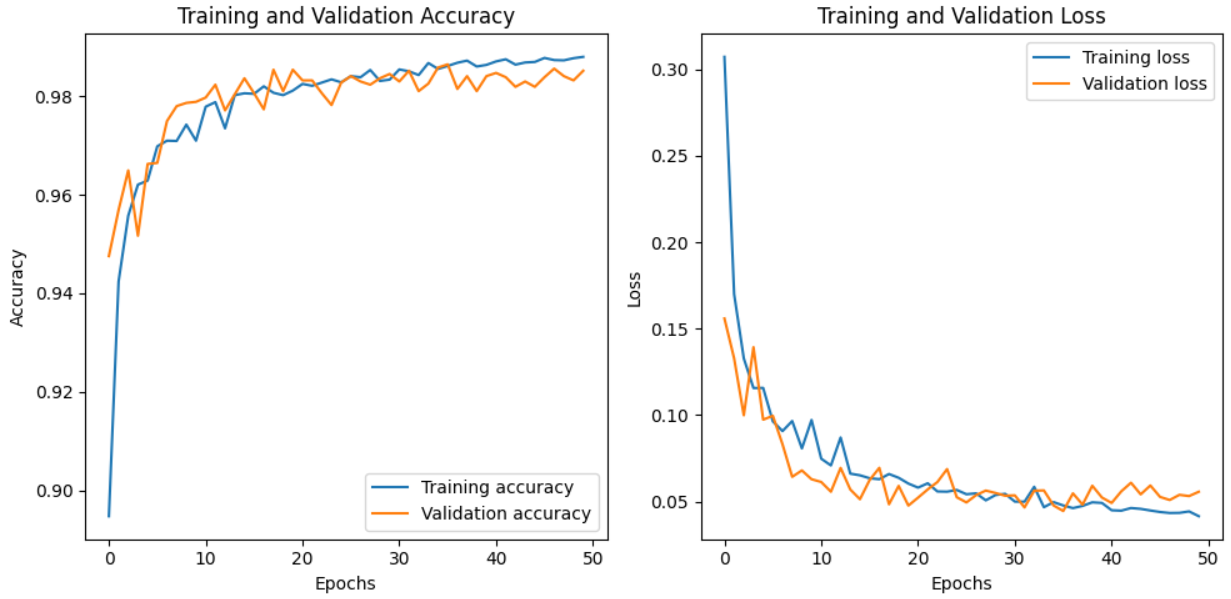 Training and Validation Accuracy
Accuracy
0.98
0.96
0.94
0.92
0.90
Training accuracy
Validation accuracy
0 10 20 30 40 50
Epochs
Training and Validation Loss
Loss
0.30
0.25
0.20
0.15
0.10
0.05
Training loss
Validation loss
0 10 20 30 40 50
Epochs